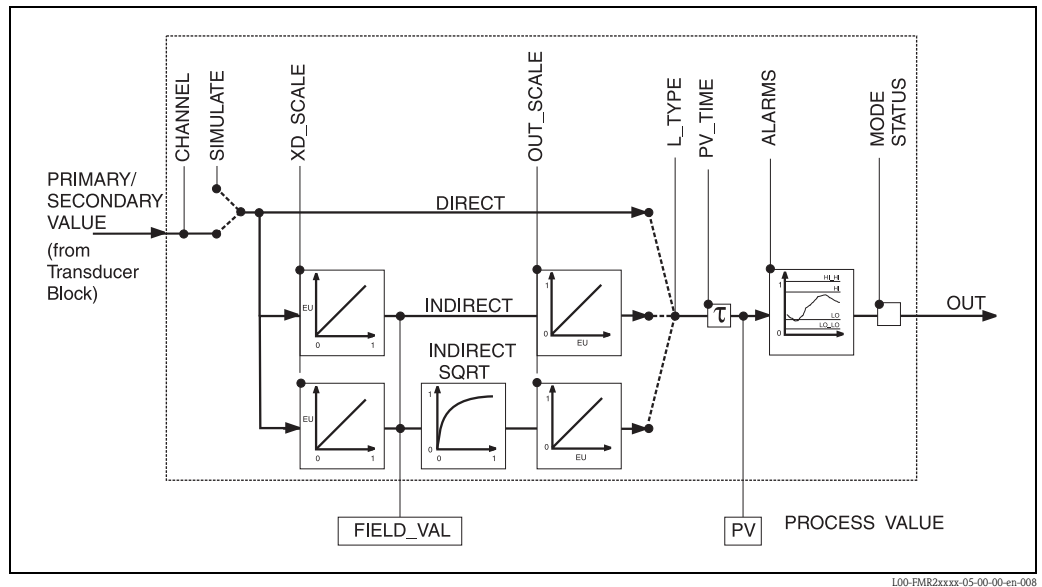 CHANNEL
SIMULATE
XD_SCALE
OUT_SCALE
L_TYPE
PV_TIME
ALARMS
MODE
STATUS
PRIMARY/
SECONDARY
VALUE
(from
Transducer
Block)
DIRECT
EU
0
1
INDIRECT
1
0
EU
τ
HI_HI
HI
LO
LO_LO
1
0
OUT
INDIRECT
SQRT
EU
0
1
1
0
1
1
0
EU
FIELD_VAL
PV
PROCESS VALUE
L00-FMR2xxxx-05-00-00-en-008